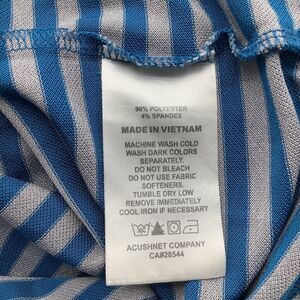 96% POLYESTER
4% SPANDEX
MADE IN VIETNAM
MACHINE WASH COLD
WASH DARK COLORS
SEPARATELY.
DO NOT BLEACH
DO NOT USE FABRIC
SOFTENERS.
TUMBLE DRY LOW
REMOVE IMMEDIATELY
COOL IRON IF NECESSARY
ACUSHNET COMPANY
CA#28544